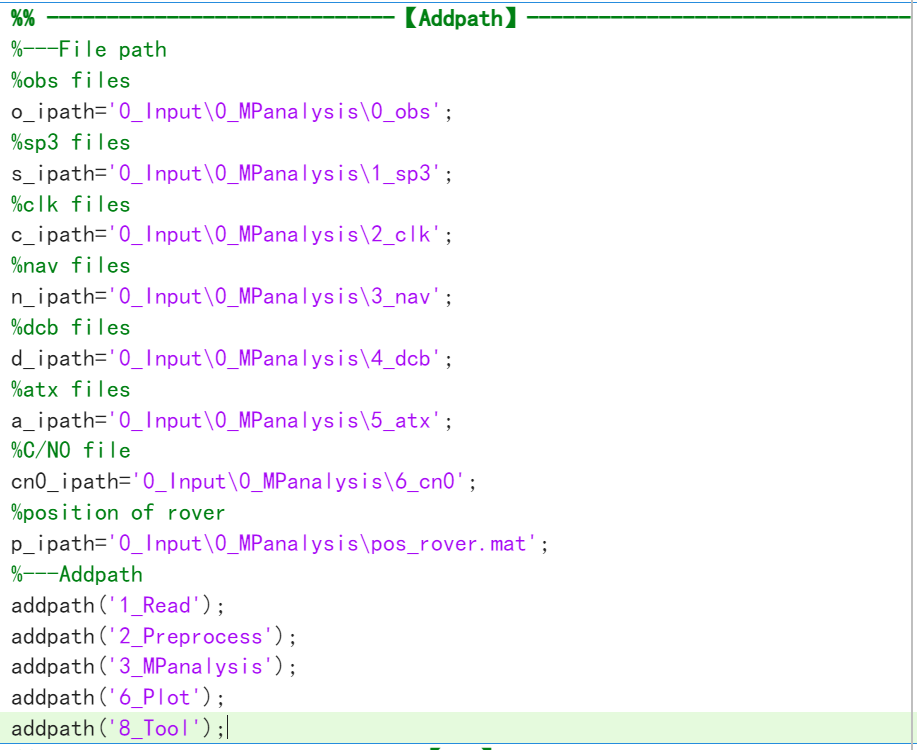 %% ------------------------------【Addpath】---------------------------------
%---File path
%obs files
o_ipath='0_Input\0_MPanalysis\0_obs';
%sp3 files
s_ipath='0_Input\0_MPanalysis\1_sp3';
%clk files
c_ipath='0_Input\0_MPanalysis\2_clk';
%nav files
n_ipath='0_Input\0_MPanalysis\3_nav';
%dcb files
d_ipath='0_Input\0_MPanalysis\4_dcb';
%atx files
a_ipath='0_Input\0_MPanalysis\5_atx';
%C/N0 file
cn0_ipath='0_Input\0_MPanalysis\6_cn0';
%position of rover
p_ipath='0_Input\0_MPanalysis\pos_rover.mat';
%---Addpath
addpath('1_Read');
addpath('2_Preprocess');
addpath('3_MPanalysis');
addpath('6_Plot');
addpath('8_Tool');